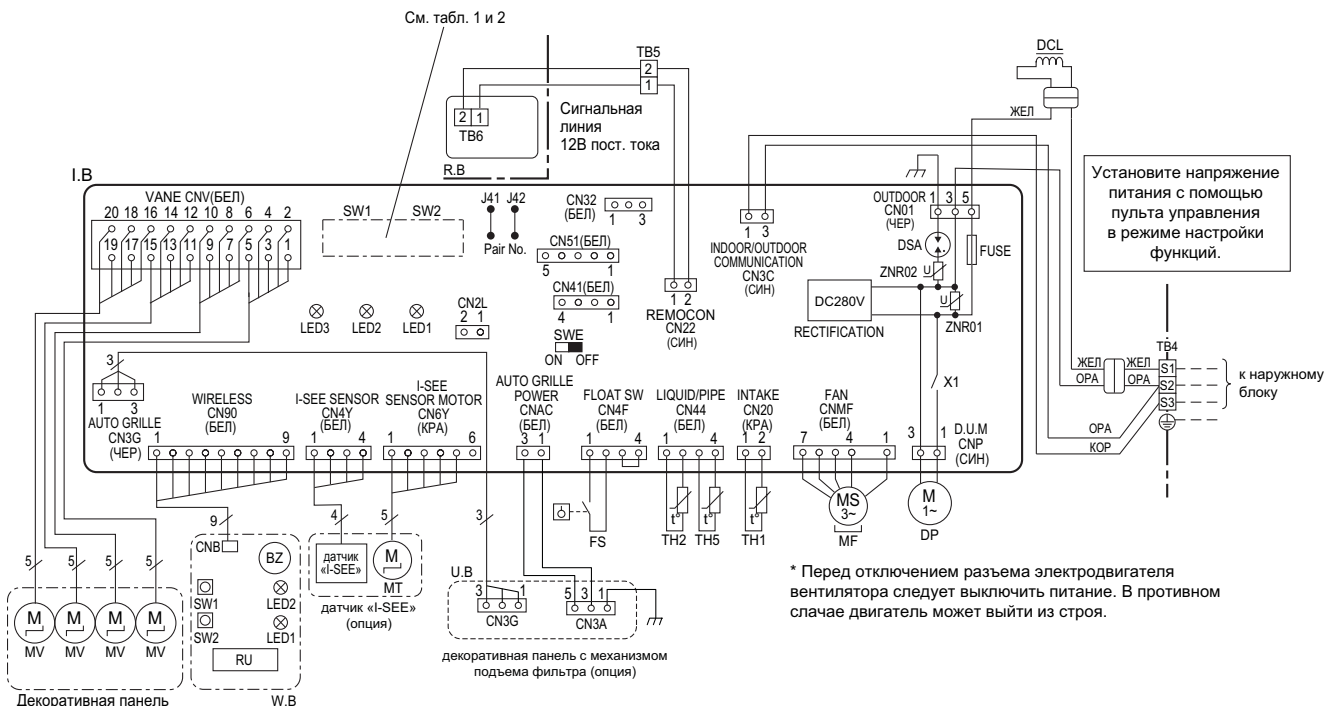 См. табл. 1 и 2
TB5
2
1
DCL
ЖЕЛ
2 1
TB6
R.B
Сигнальная
линия
12В пост. тока
Установите напряжение
питания с помощью
пульта управления
в режиме настройки
функций.
I.B
VANE CNV(БЕЛ)
20 18 16 14 12 10 8 6 4 2
19 17 15 13 11 9 7 5 3 1
SW1 SW2
J41 J42
Pair No.
CN32
(БЕЛ)
1 3
CN51(БЕЛ)
5 1
CN41(БЕЛ)
4 1
SWE
ON OFF
LED3 LED2 LED1
CN2L
2 1
1 2
REMOCON
CN22
(СИН)
1 3
INDOOR/OUTDOOR
COMMUNICATION
CN3C
(СИН)
OUTDOOR 1 3 5
CN01
(ЧЕР)
DSA
FUSE
U
ZNR02
DC280V
RECTIFICATION
U
ZNR01
X1
TB4
ЖЕЛ ЖЕЛ S1
ОРА ОРА S2
S3
ОРА
КОР
к наружному
блоку
3
1 3
AUTO GRILLE
CN3G
(ЧЕР)
WIRELESS
CN90
(БЕЛ)
1 9
I-SEE SENSOR
CN4Y
(БЕЛ)
1 4
I-SEE
SENSOR MOTOR
CN6Y
(КРА)
1 6
AUTO GRILLE
POWER
CNAC
(БЕЛ)
3 1
FLOAT SW
CN4F
(БЕЛ)
1 4
LIQUID/PIPE
CN44
(БЕЛ)
1 4
INTAKE
CN20
(КРА)
1 2
FAN
CNMF
(БЕЛ)
7 4 1
D.U.M
CNP
(СИН)
3 1
FS
t° t° t°
TH2 TH5 TH1
MS
3~
MF
M
1~
DP
5 5 5 5
M M M M
MV MV MV MV
Декоративная панель
9
CNB
BZ
SW1
SW2
LED2
LED1
RU
W.B
4
5
датчик
«I-SEE»
M
MT
датчик «I-SEE»
(опция)
3
U.B
3 1
CN3G
5 3 1
CN3A
декоративная панель с механизмом
подъема фильтра (опция)
* Перед отключением разъема электродвигателя
вентилятора следует выключить питание. В противном
слачае двигатель может выйти из строя.